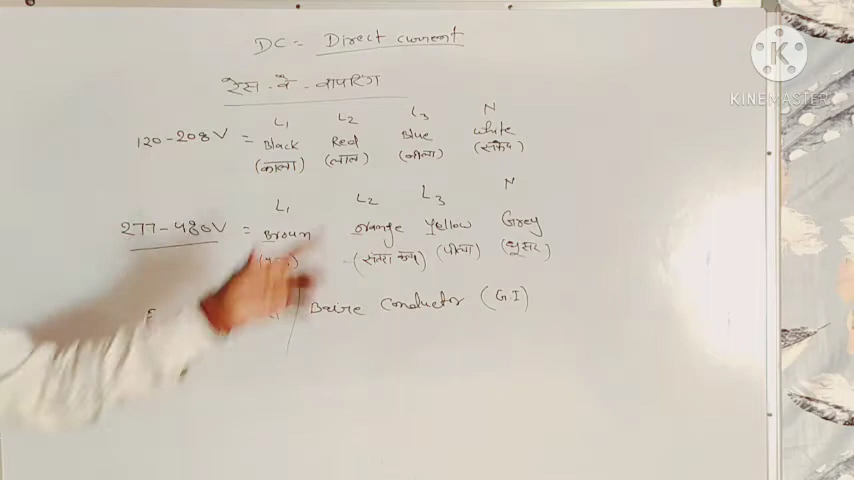 DC = Direct current
रेस-वे-वायरिंग
L1 L2 L3 N
120-208V = Black Red Blue white
(काला) (लाल) (नीला) (सफेद)
L1 L2 L3 N
277-480V = Brown Orange Yellow Grey
(पीला) (धूसर)
E
Baire Conductor (G.I)
K
KINEMASTER